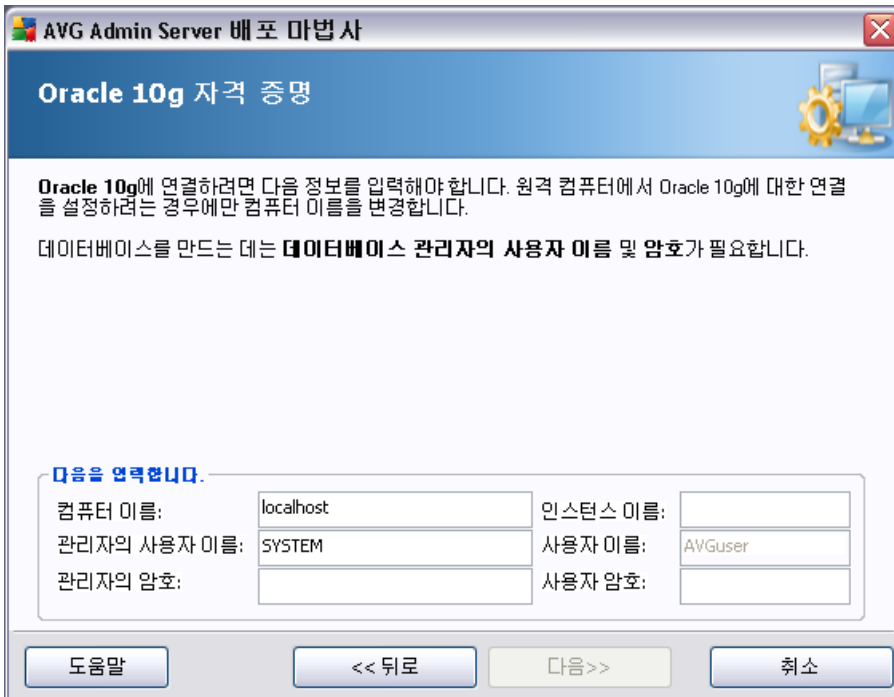 AVG Admin Server 배포 마법사
Oracle 10g 자격 증명
Oracle 10g에 연결하려면 다음 정보를 입력해야 합니다. 원격 컴퓨터에서 Oracle 10g에 대한 연결
을 설정하려는 경우에만 컴퓨터 이름을 변경합니다.
데이터베이스를 만드는 데는 데이터베이스 관리자의 사용자 이름 및 암호가 필요합니다.
다음을 입력합니다.
컴퓨터 이름: localhost 인스턴스 이름:
관리자의 사용자 이름: SYSTEM 사용자 이름: AVGuser
관리자의 암호: 사용자 암호:
도움말 << 뒤로 다음>> 취소